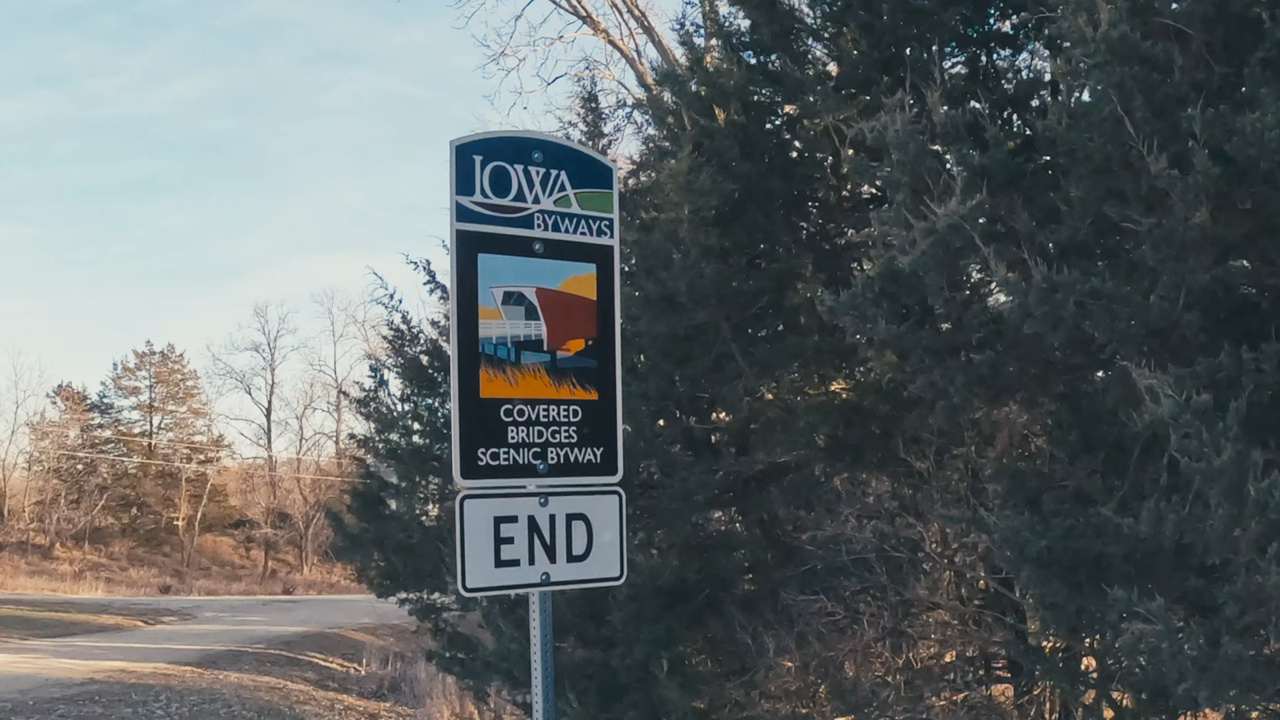 IOWA
BYWAYS
COVERED
BRIDGES
SCENIC BYWAY
END